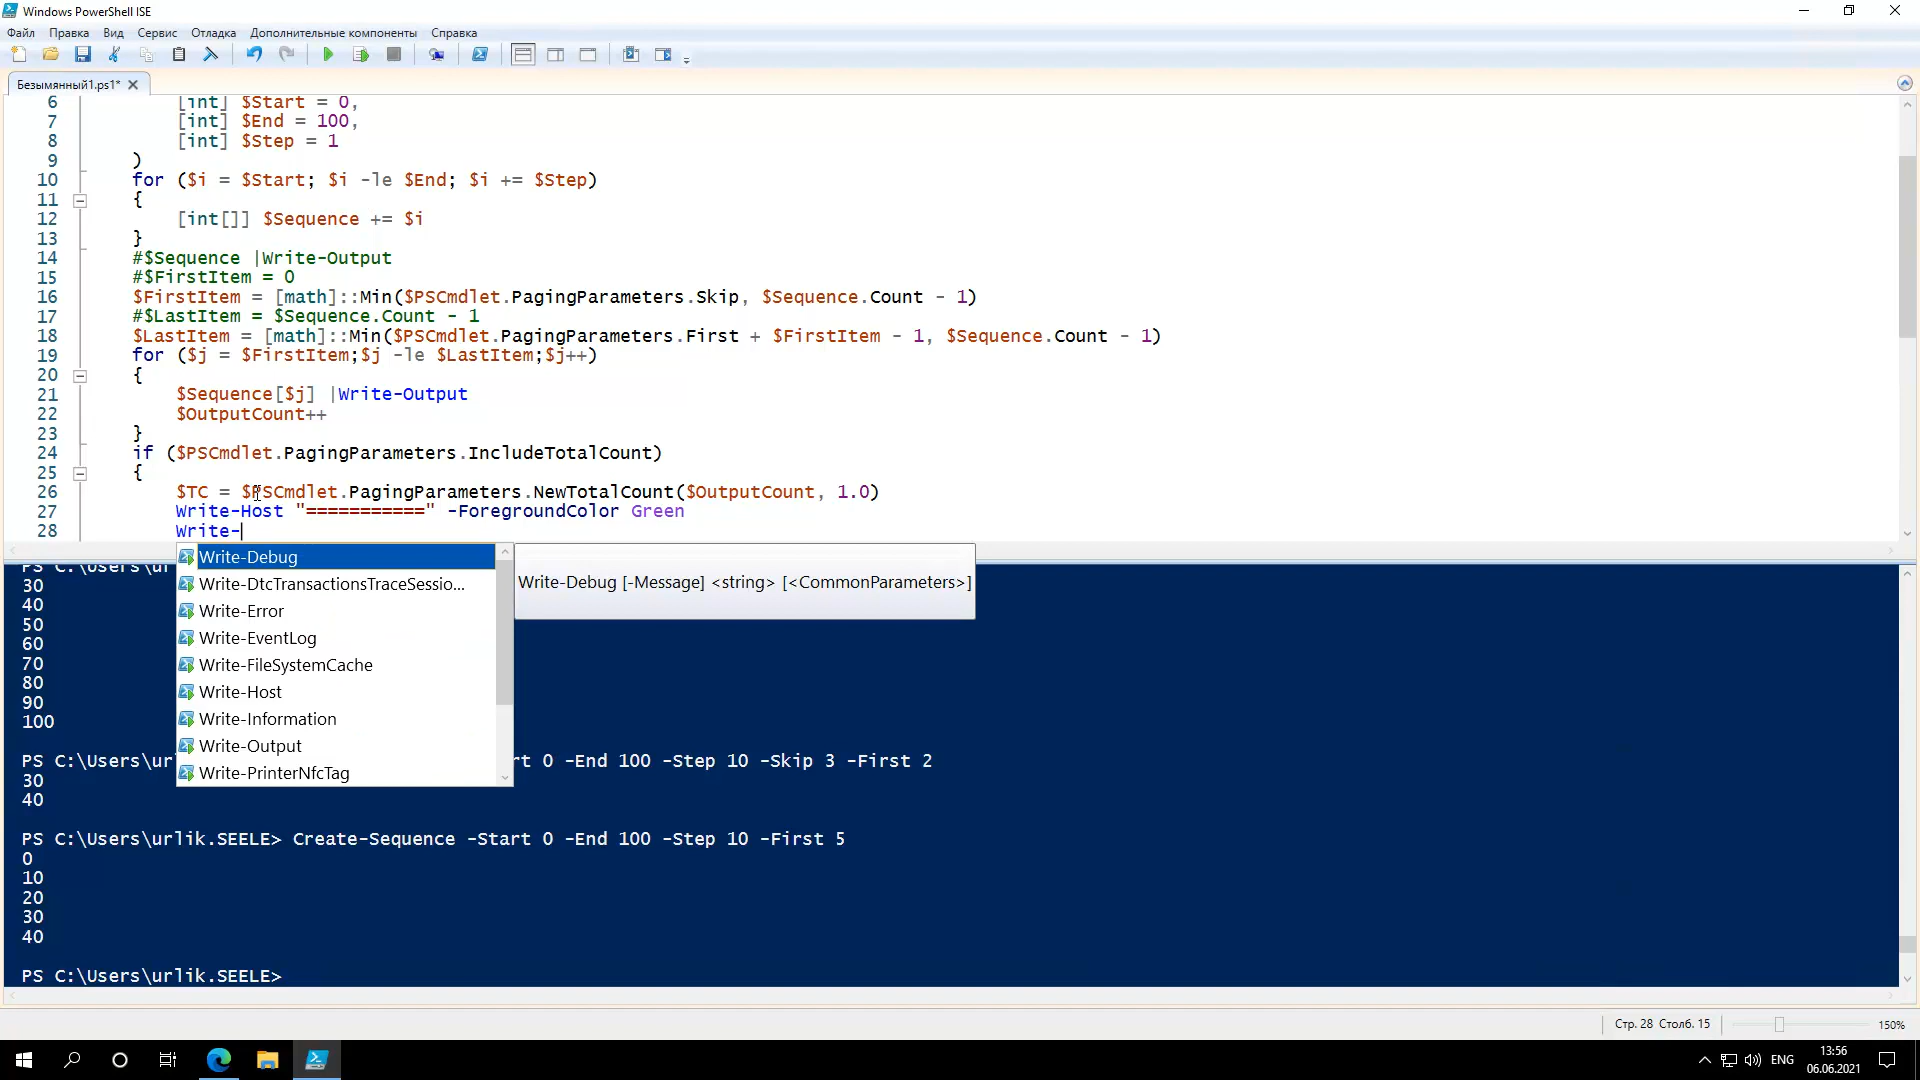 Windows PowerShell ISE
Файл Правка Вид Сервис Отладка Дополнительные компоненты Справка
Безымянный1.ps1*
6 [int] $Start = 0,
7 [int] $End = 100,
8 [int] $Step = 1
9 )
10 for ($i = $Start; $i -le $End; $i += $Step)
11 {
12 [int[]] $Sequence += $i
13 }
14 #$Sequence |Write-Output
15 #$FirstItem = 0
16 $FirstItem = [math]::Min($PSCmdlet.PagingParameters.Skip, $Sequence.Count - 1)
17 #$LastItem = $Sequence.Count - 1
18 $LastItem = [math]::Min($PSCmdlet.PagingParameters.First + $FirstItem - 1, $Sequence.Count - 1)
19 for ($j = $FirstItem;$j -le $LastItem;$j++)
20 {
21 $Sequence[$j] |Write-Output
22 $OutputCount++
23 }
24 if ($PSCmdlet.PagingParameters.IncludeTotalCount)
25 {
26 $TC = $PSCmdlet.PagingParameters.NewTotalCount($OutputCount, 1.0)
27 Write-Host "===========" -ForegroundColor Green
28 Write-
Write-Debug
Write-DtcTransactionsTraceSessio...
Write-Error
Write-EventLog
Write-FileSystemCache
Write-Host
Write-Information
Write-Output
Write-PrinterNfcTag
Write-Debug [-Message] <string> [<CommonParameters>]
PS C:\Users\ur
30
40
50
60
70
80
90
100
PS C:\Users\ur rt 0 -End 100 -Step 10 -Skip 3 -First 2
30
40
PS C:\Users\urlik.SEELE> Create-Sequence -Start 0 -End 100 -Step 10 -First 5
0
10
20
30
40
PS C:\Users\urlik.SEELE>
Стр. 28 Столб. 15 150%
ENG 13:56
06.06.2021